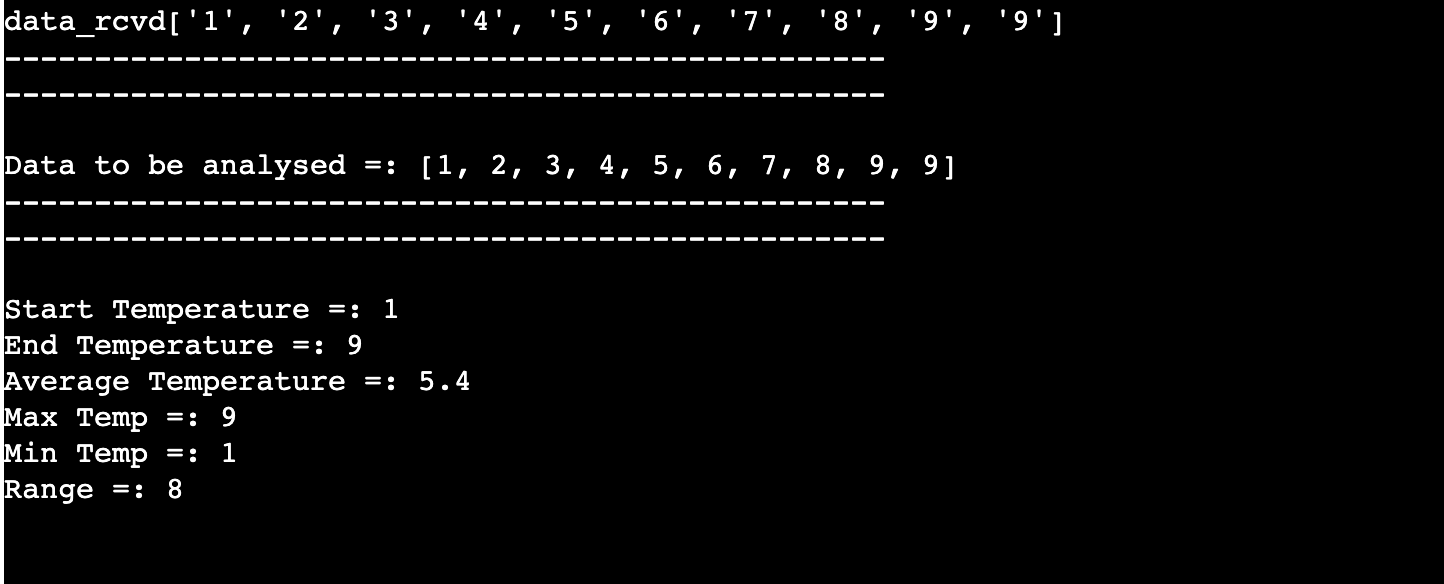 data_rcvd['1', '2', '3', '4', '5', '6', '7', '8', '9', '9']
-------------------------------------------------
-------------------------------------------------
Data to be analysed =: [1, 2, 3, 4, 5, 6, 7, 8, 9, 9]
-------------------------------------------------
-------------------------------------------------
Start Temperature =: 1
End Temperature =: 9
Average Temperature =: 5.4
Max Temp =: 9
Min Temp =: 1
Range =: 8